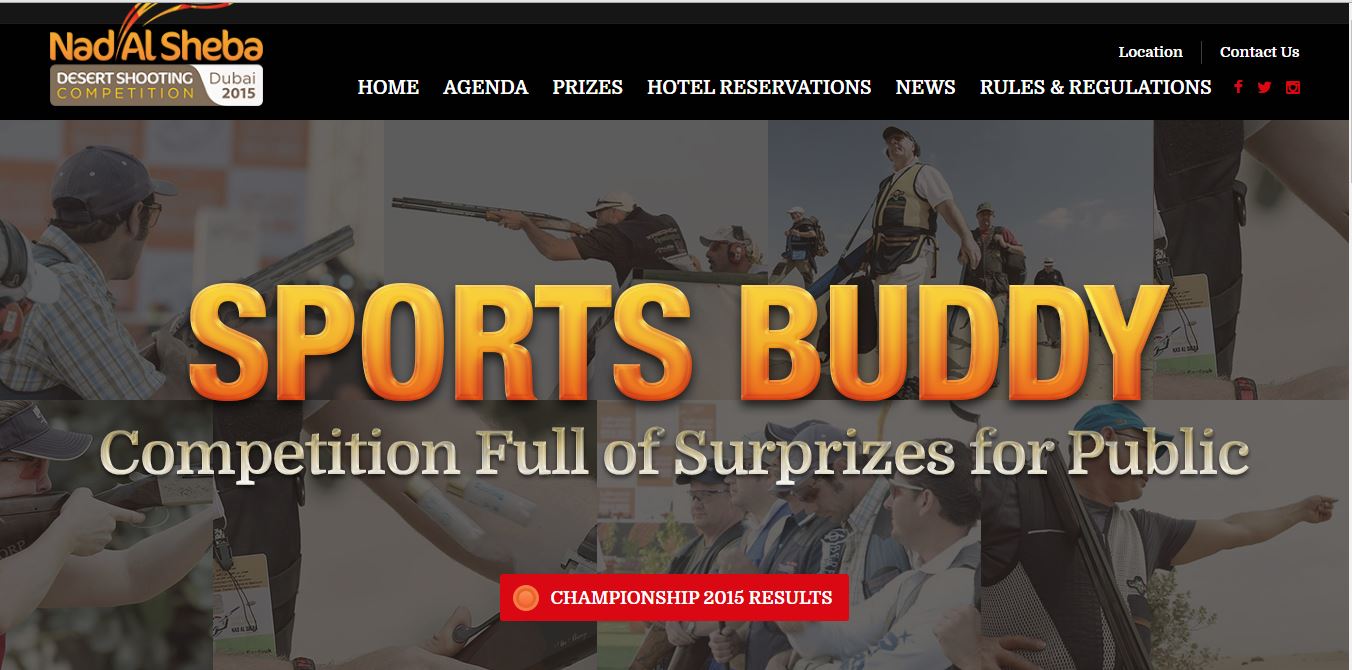 Nad Al Sheba
DESERT SHOOTING
COMPETITION
Dubai
2015
Location
Contact Us
HOME
AGENDA
PRIZES
HOTEL RESERVATIONS
NEWS
RULES & REGULATIONS
SPORTS BUDDY
Competition Full of Surprizes for Public
CHAMPIONSHIP 2015 RESULTS